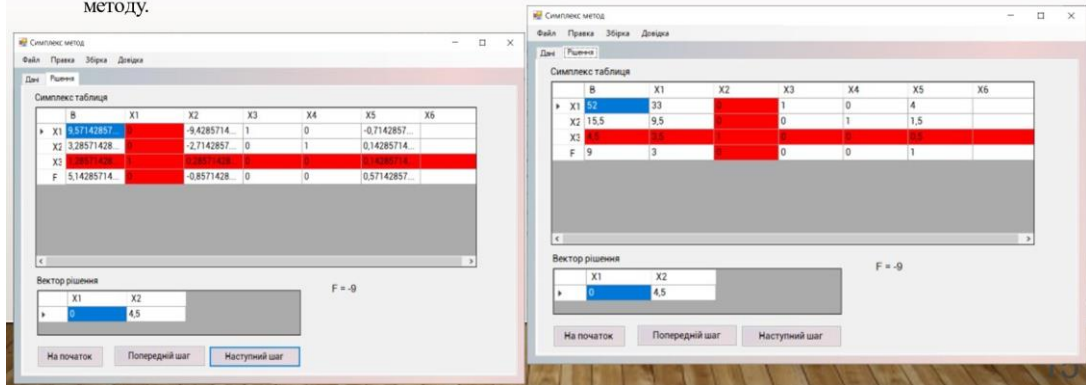 методу.
Симплекс метод
Файл Правка Збірка Довідка
Дані Рішення
Симплекс таблиця
B X1 X2 X3 X4 X5 X6
X1 9,57142857... 0 -9,4285714... 1 0 -0,7142857...
X2 3,28571428... 0 -2,7142857... 0 1 0,14285714...
X3 1,28571428... 1 0,28571428... 0 0 0,14285714...
F 5,14285714... 0 -0,8571428... 0 0 0,57142857...
Вектор рішення
X1 X2
0 4,5
F = -9
На початок Попередній шаг Наступний шаг
Симплекс метод
Файл Правка Збірка Довідка
Дані Рішення
Симплекс таблиця
B X1 X2 X3 X4 X5 X6
X1 52 33 0 1 0 4
X2 15,5 9,5 0 0 1 1,5
X3 4,5 3,5 1 0 0 0,5
F 9 3 0 0 0 1
Вектор рішення
X1 X2
0 4,5
F = -9
На початок Попередній шаг Наступний шаг